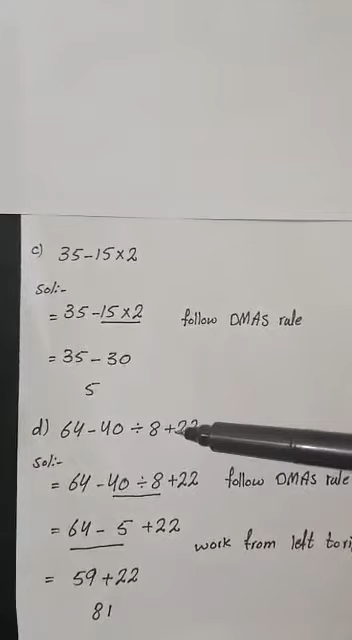 c) 35-15×2
Sol:-
= 35-15×2 follow DMAS rule
= 35-30
5
d) 64-40÷8+22
Sol:-
= 64-40÷8+22 follow DMAS rule
= 64-5+22
work from left to
= 59+22
81